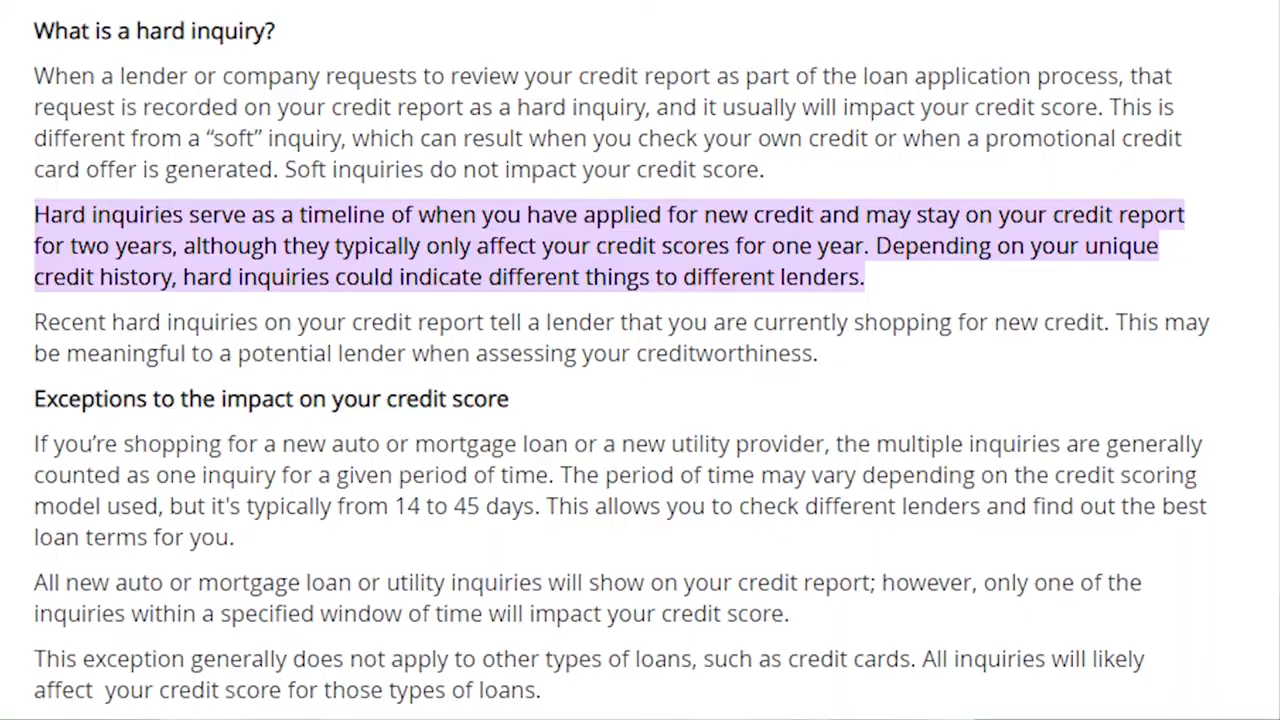 What is a hard inquiry?
When a lender or company requests to review your credit report as part of the loan application process, that
request is recorded on your credit report as a hard inquiry, and it usually will impact your credit score. This is
different from a “soft” inquiry, which can result when you check your own credit or when a promotional credit
card offer is generated. Soft inquiries do not impact your credit score.
Hard inquiries serve as a timeline of when you have applied for new credit and may stay on your credit report
for two years, although they typically only affect your credit scores for one year. Depending on your unique
credit history, hard inquiries could indicate different things to different lenders.
Recent hard inquiries on your credit report tell a lender that you are currently shopping for new credit. This may
be meaningful to a potential lender when assessing your creditworthiness.
Exceptions to the impact on your credit score
If you’re shopping for a new auto or mortgage loan or a new utility provider, the multiple inquiries are generally
counted as one inquiry for a given period of time. The period of time may vary depending on the credit scoring
model used, but it's typically from 14 to 45 days. This allows you to check different lenders and find out the best
loan terms for you.
All new auto or mortgage loan or utility inquiries will show on your credit report; however, only one of the
inquiries within a specified window of time will impact your credit score.
This exception generally does not apply to other types of loans, such as credit cards. All inquiries will likely
affect  your credit score for those types of loans.